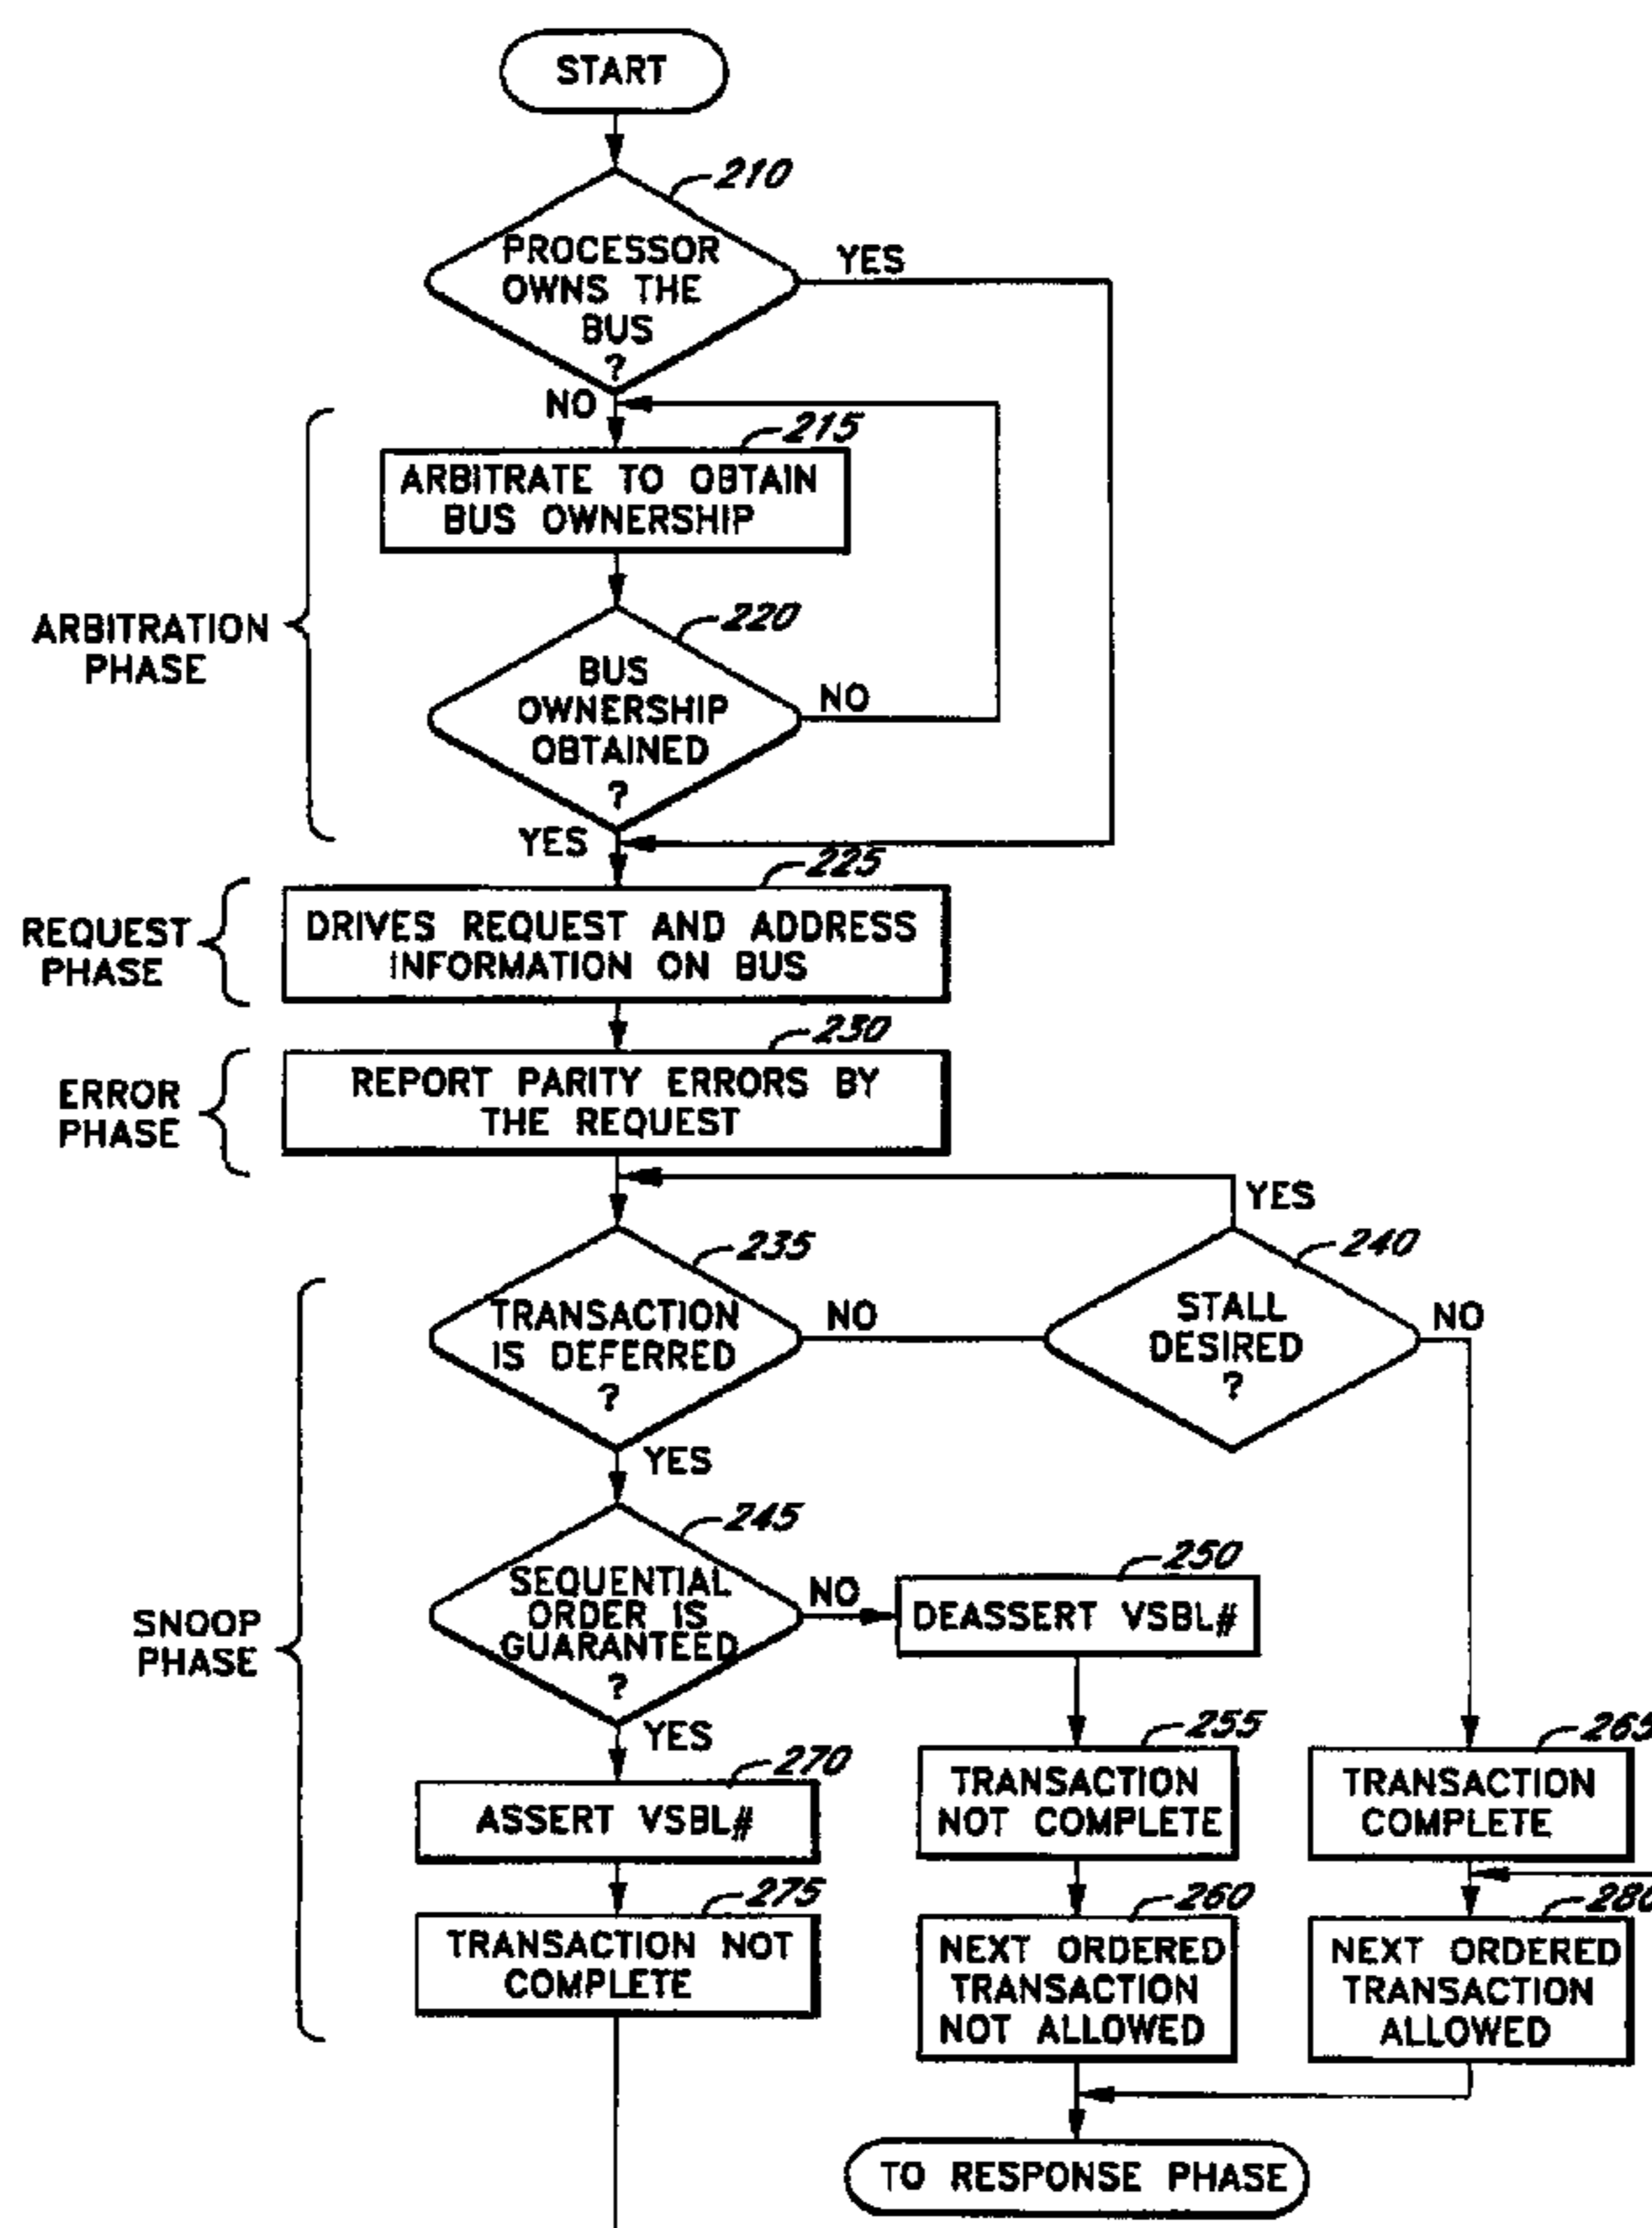 START
210
PROCESSOR
OWNS THE
BUS
?
YES
NO
215
ARBITRATE TO OBTAIN
BUS OWNERSHIP
ARBITRATION
PHASE
220
BUS
OWNERSHIP
OBTAINED
?
NO
YES
225
REQUEST
PHASE
DRIVES REQUEST AND ADDRESS
INFORMATION ON BUS
230
ERROR
PHASE
REPORT PARITY ERRORS BY
THE REQUEST
YES
235
TRANSACTION
IS DEFERRED
?
NO
240
STALL
DESIRED
?
NO
YES
245
SEQUENTIAL
ORDER IS
GUARANTEED
?
NO
250
DEASSERT VSBL#
SNOOP
PHASE
YES
270
ASSERT VSBL#
255
TRANSACTION
NOT COMPLETE
265
TRANSACTION
COMPLETE
275
TRANSACTION NOT
COMPLETE
260
NEXT ORDERED
TRANSACTION
NOT ALLOWED
280
NEXT ORDERED
TRANSACTION
ALLOWED
TO RESPONSE PHASE